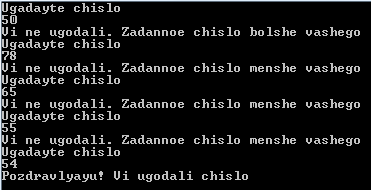 Ugadayte chislo
50
Vi ne ugodali. Zadannoe chislo bolshe vashego
Ugadayte chislo
78
Vi ne ugodali. Zadannoe chislo menshe vashego
Ugadayte chislo
65
Vi ne ugodali. Zadannoe chislo menshe vashego
Ugadayte chislo
55
Vi ne ugodali. Zadannoe chislo menshe vashego
Ugadayte chislo
54
Pozdravlyayu! Vi ugodali chislo